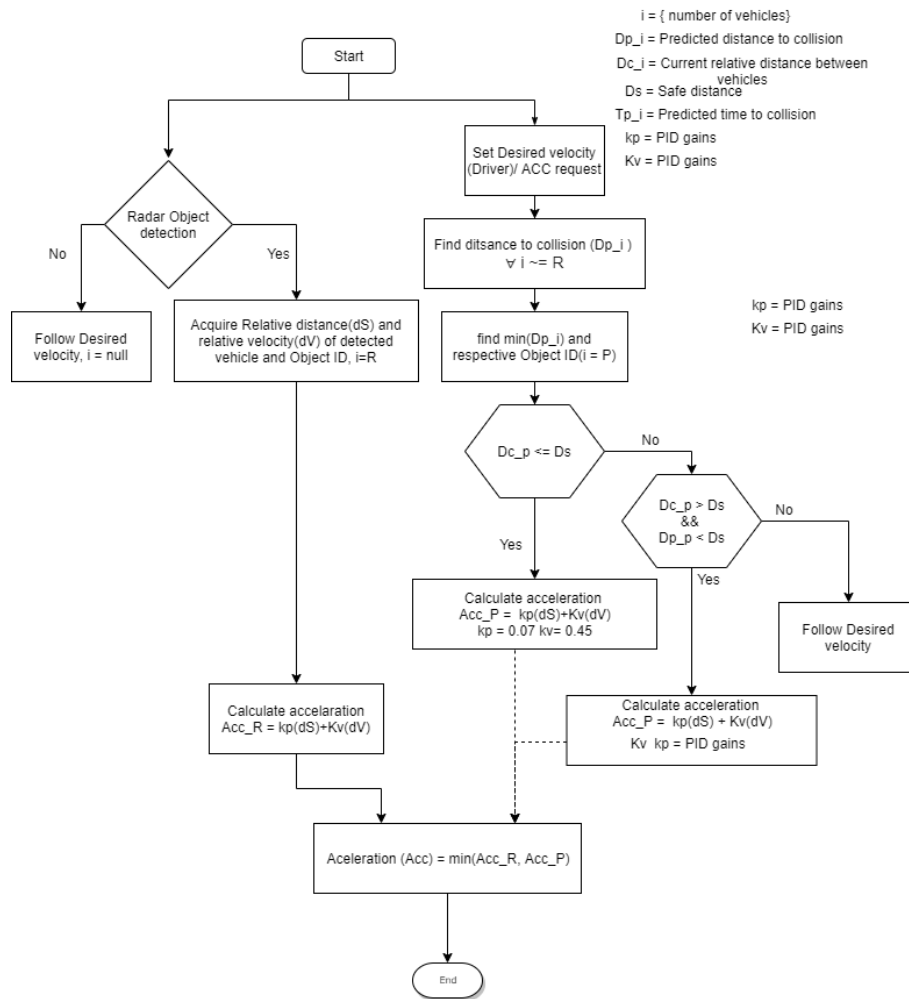 i = { number of vehicles}
Dp_i = Predicted distance to collision
Dc_i = Current relative distance between
vehicles
Ds = Safe distance
Tp_i = Predicted time to collision
kp = PID gains
Kv = PID gains
Start
Set Desired velocity
(Driver)/ ACC request
Radar Object
detection
No
Yes
Find ditsance to collision (Dp_i )
∀ i ~= R
Follow Desired
velocity, i = null
Acquire Relative distance(dS) and
relative velocity(dV) of detected
vehicle and Object ID, i=R
find min(Dp_i) and
respective Object ID(i = P)
kp = PID gains
Kv = PID gains
Dc_p <= Ds
No
Yes
Dc_p > Ds
&&
Dp_p < Ds
No
Yes
Calculate acceleration
Acc_P = kp(dS)+Kv(dV)
kp = 0.07 kv= 0.45
Follow Desired
velocity
Calculate accelaration
Acc_R = kp(dS)+Kv(dV)
Calculate acceleration
Acc_P = kp(dS) + Kv(dV)
Kv kp = PID gains
Aceleration (Acc) = min(Acc_R, Acc_P)
End